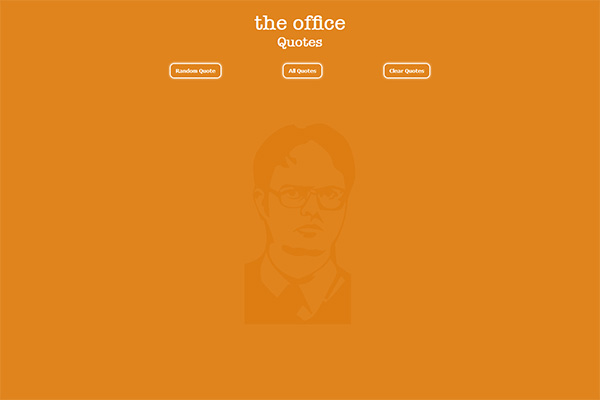 the office
Quotes
Random Quote
All Quotes
Clear Quotes